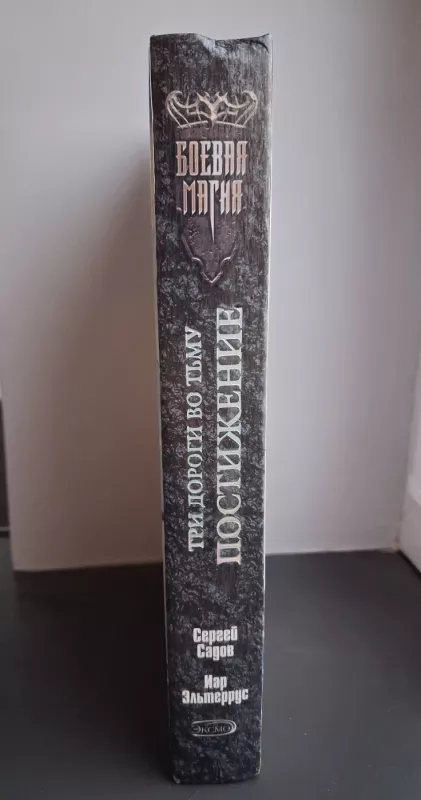 БОЕВАЯ
МАГИЯ
ТРИ ДОРОГИ ВО ТЬМУ
ПОСТИЖЕНИЕ
Сергей
Садов
Иар
Эльтеррус
ЭКСМО